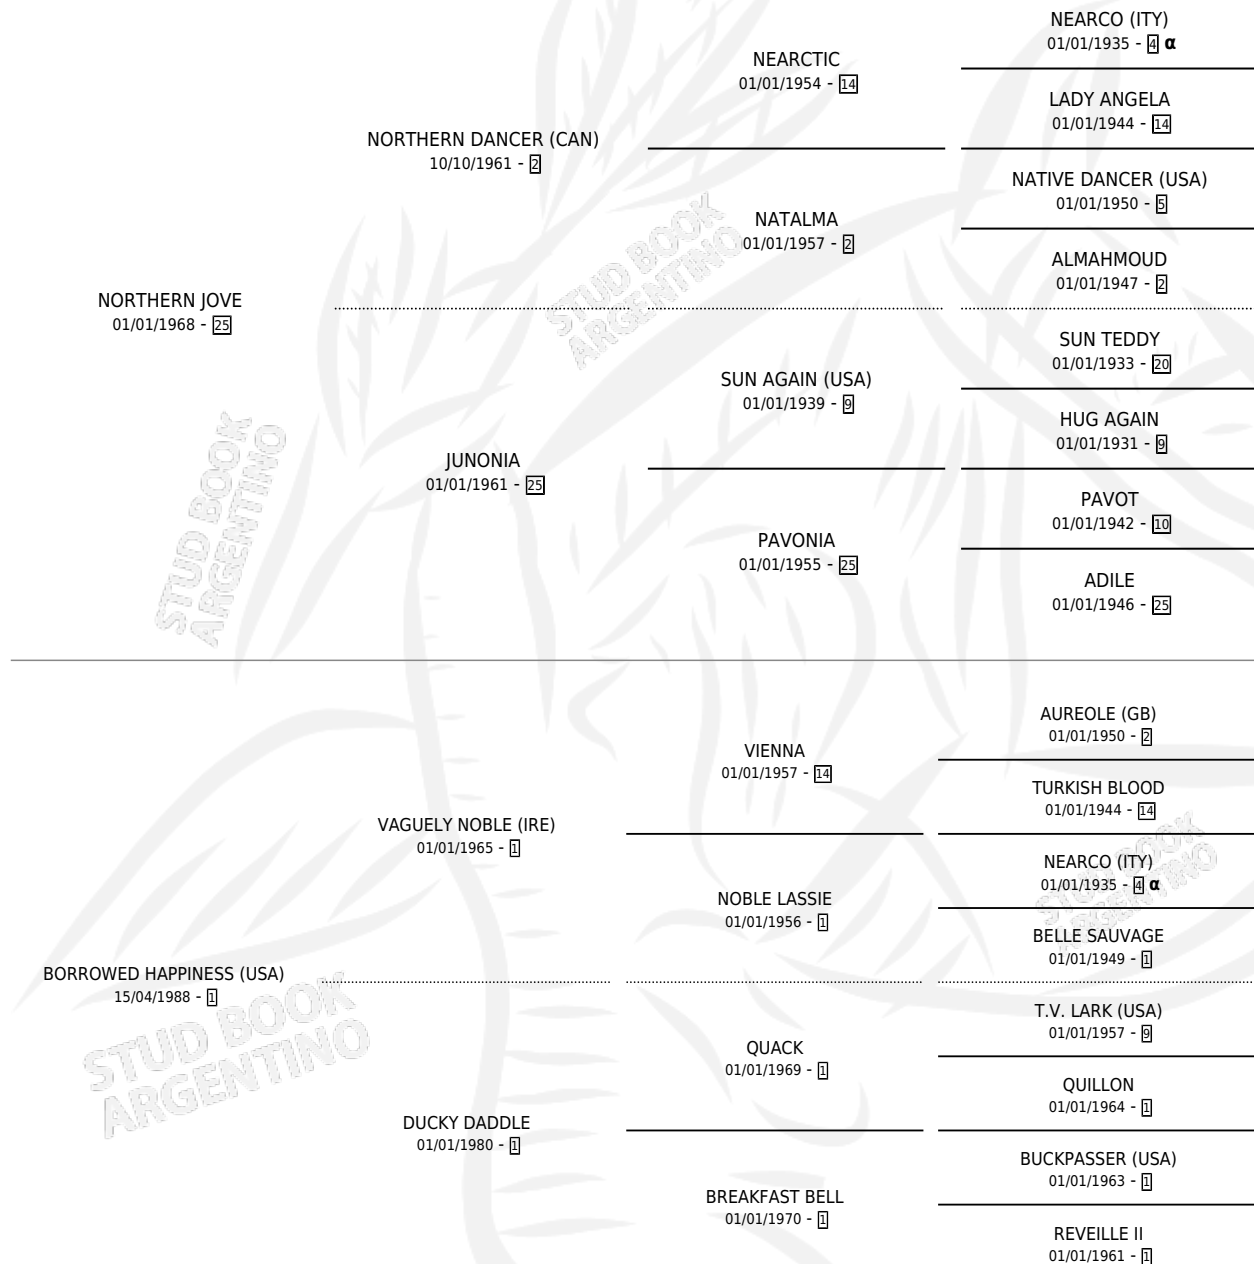 NEARCO (ITY)
01/01/1935 - 4 α
NEARCTIC
01/01/1954 - 14
LADY ANGELA
01/01/1944 - 14
NORTHERN DANCER (CAN)
10/10/1961 - 2
NATIVE DANCER (USA)
01/01/1950 - 5
NATALMA
01/01/1957 - 2
ALMAHMOUD
01/01/1947 - 2
STUD BOOK
ARGENTINO
NORTHERN JOVE
01/01/1968 - 25
SUN TEDDY
01/01/1933 - 20
SUN AGAIN (USA)
01/01/1939 - 9
HUG AGAIN
01/01/1931 - 9
JUNONIA
01/01/1961 - 25
PAVOT
01/01/1942 - 10
PAVONIA
01/01/1955 - 25
ADILE
01/01/1946 - 25
STUD BOOK
ARGENTINO
AUREOLE (GB)
01/01/1950 - 2
VIENNA
01/01/1957 - 14
TURKISH BLOOD
01/01/1944 - 14
VAGUELY NOBLE (IRE)
01/01/1965 - 1
NEARCO (ITY)
01/01/1935 - 4 α
NOBLE LASSIE
01/01/1956 - 1
BELLE SAUVAGE
01/01/1949 - 1
STUD BOOK
ARGENTINO
BORROWED HAPPINESS (USA)
15/04/1988 - 1
STUD BOOK
ARGENTINO
T.V. LARK (USA)
01/01/1957 - 9
QUACK
01/01/1969 - 1
QUILLON
01/01/1964 - 1
DUCKY DADDLE
01/01/1980 - 1
BUCKPASSER (USA)
01/01/1963 - 1
BREAKFAST BELL
01/01/1970 - 1
REVEILLE II
01/01/1961 - 1